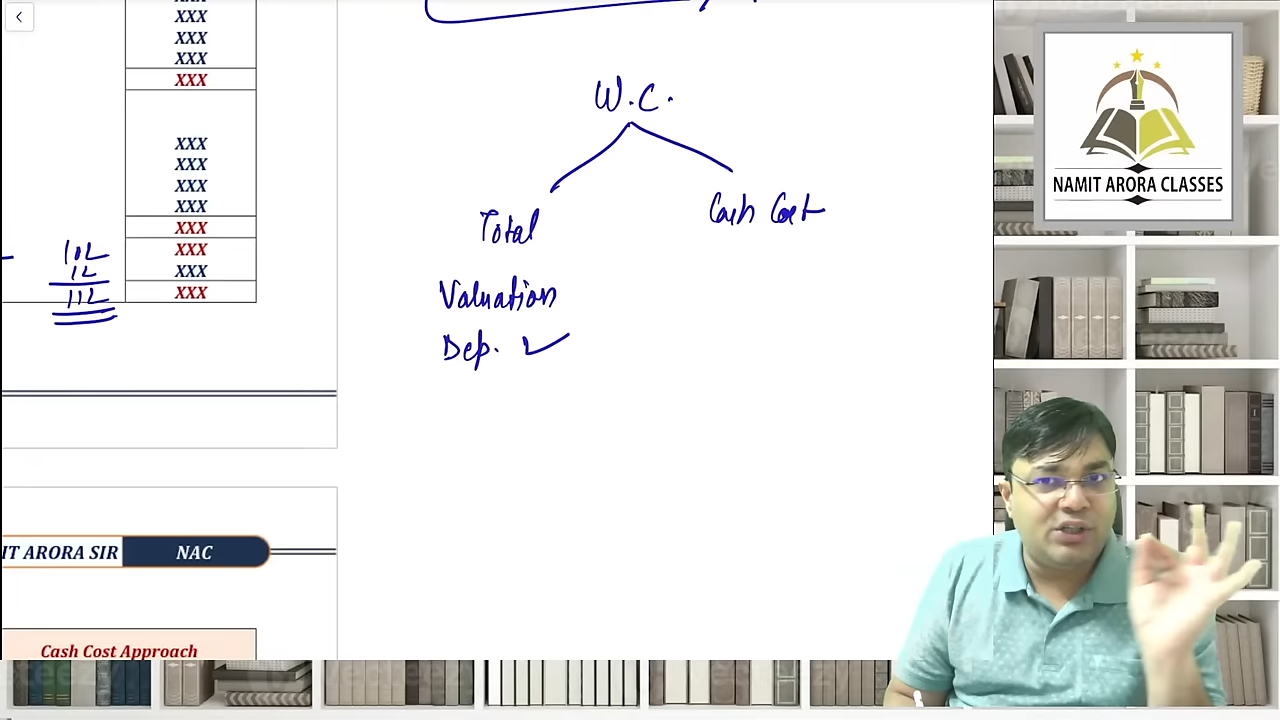 XXX
XXX
XXX
XXX
XXX
XXX
XXX
XXX
XXX
XXX
10L XXX
1L XXX
11L XXX
W.C.
Total
Cash Cost
Valuation
Dep.
NAMIT ARORA CLASSES
IT ARORA SIR NAC
Cash Cost Approach